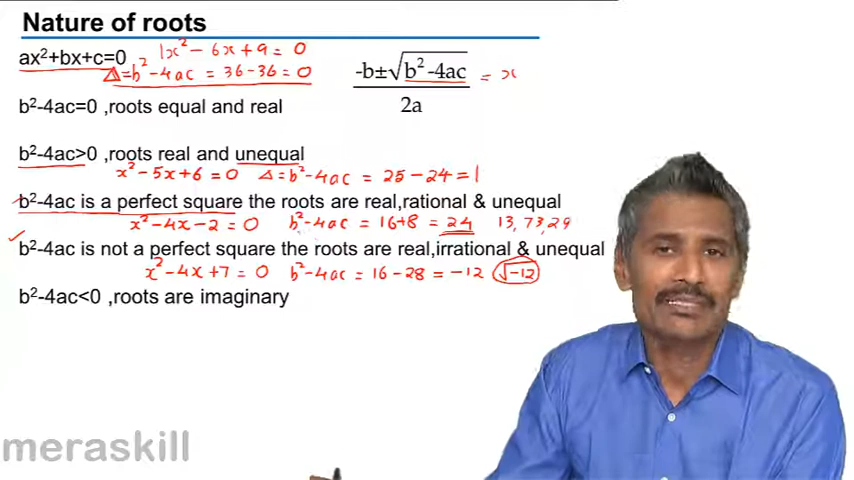 Nature of roots
ax²+bx+c=0 1x² - 6x + 9 = 0
Δ = b² - 4ac = 36 - 36 = 0
-b±√b² -4ac = x
2a
b²-4ac=0 ,roots equal and real
b²-4ac>0 ,roots real and unequal
x² - 5x + 6 = 0 Δ = b² - 4ac = 25 - 24 = 1
b²-4ac is a perfect square the roots are real,rational & unequal
x² - 4x - 2 = 0 b² - 4ac = 16 + 8 = 24 13, 73, 29
b²-4ac is not a perfect square the roots are real,irrational & unequal
x² - 4x + 7 = 0 b² - 4ac = 16 - 28 = -12 √-12
b²-4ac<0 ,roots are imaginary
meraskill